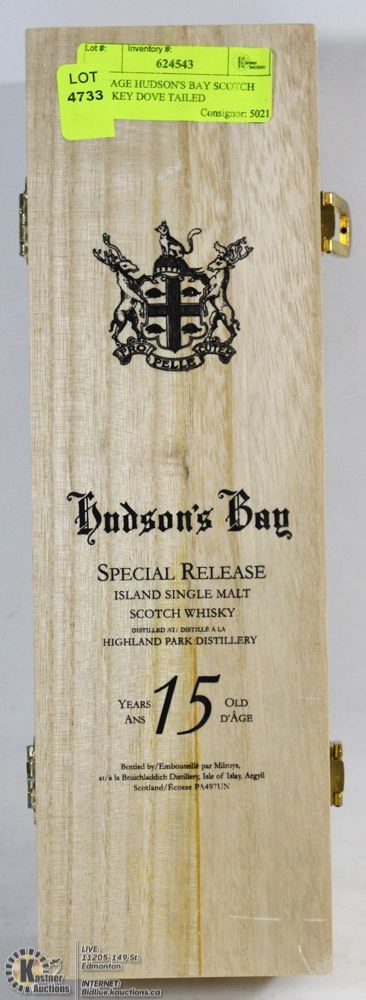 Lot #: Inventory #:
624543
LOT
4733
AGE HUDSON'S BAY SCOTCH
KEY DOVE TAILED
Consignor: 5021
PRO PELLE CUTEM
Hudson's Bay
SPECIAL RELEASE
ISLAND SINGLE MALT
SCOTCH WHISKY
DISTILLED AT/ DISTILLÉ A LA
HIGHLAND PARK DISTILLERY
YEARS 15 OLD
ANS D'ÂGE
Bottled by/Embouteillé par Milroys,
at/à la Bruichladdich Distillery, Isle of Islay, Argyll
Scotland/Écosse PA497UN
Kastner
Auctions
LIVE:
11205 149 St:
Edmonton
INTERNET:
Bidlive.kauctions.ca